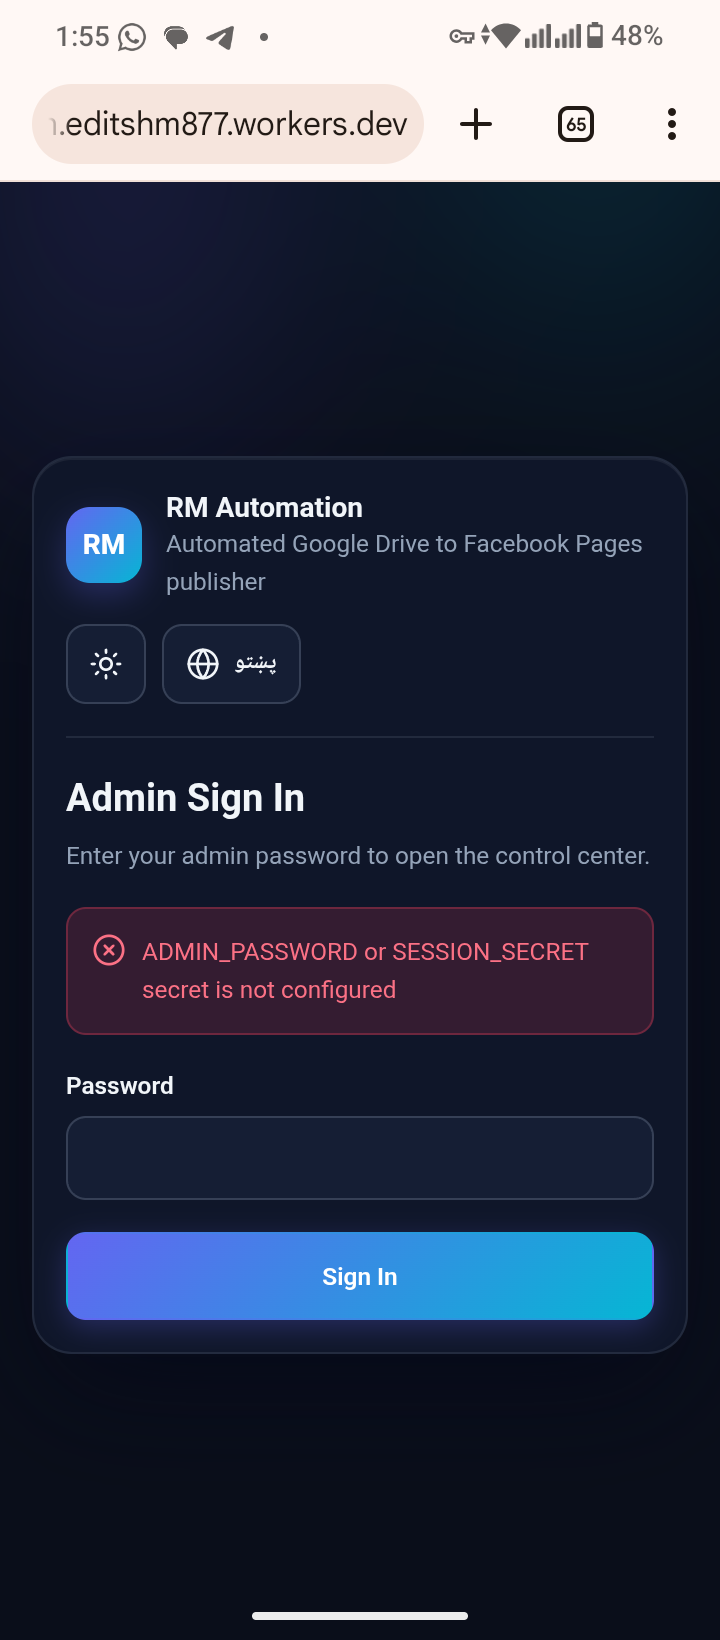 1:55
48%
.editshm877.workers.dev
65
RM
RM Automation
Automated Google Drive to Facebook Pages
publisher
پښتو
Admin Sign In
Enter your admin password to open the control center.
ADMIN_PASSWORD or SESSION_SECRET
secret is not configured
Password
Sign In